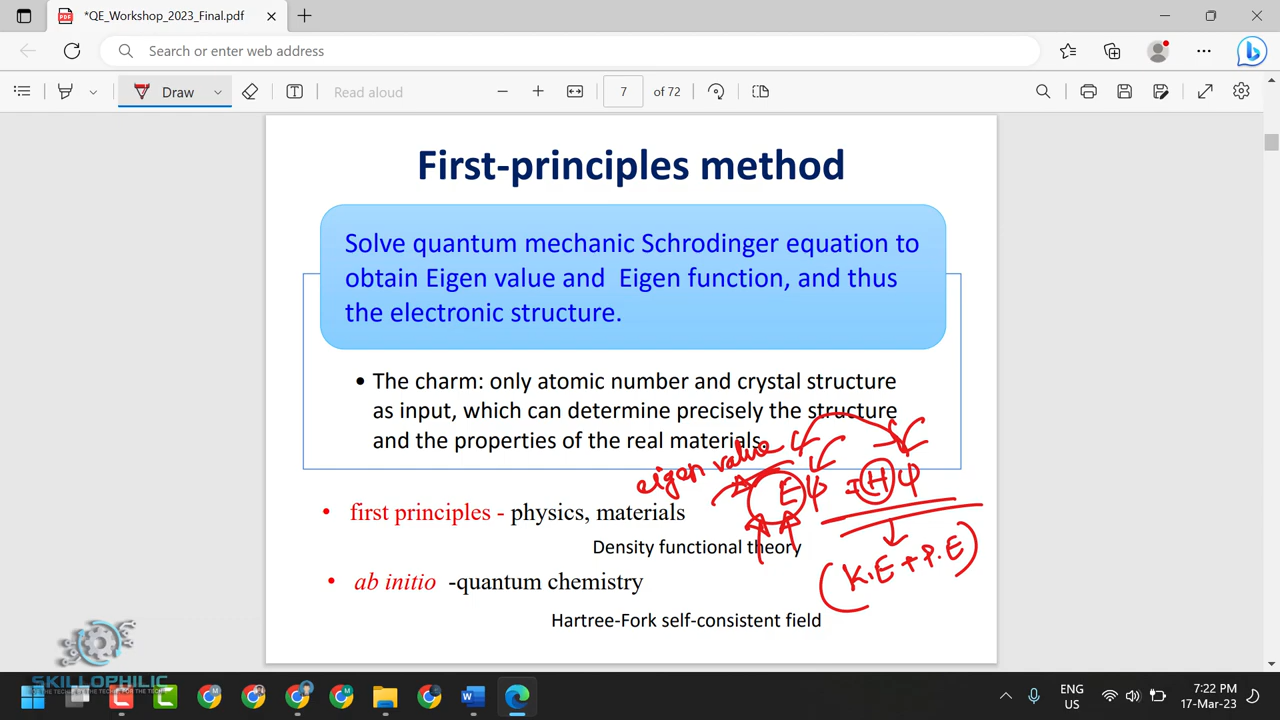 *QE_Workshop_2023_Final.pdf
Search or enter web address
Draw
Read aloud
7 of 72
First-principles method
Solve quantum mechanic Schrodinger equation to
obtain Eigen value and Eigen function, and thus
the electronic structure.
• The charm: only atomic number and crystal structure
as input, which can determine precisely the structure
and the properties of the real materials.
eigen value
Eψ = Hψ
• first principles - physics, materials
Density functional theory
(K.E + P.E)
• ab initio -quantum chemistry
Hartree-Fork self-consistent field
SKILLOPHILIC
ENG
US
7:22 PM
17-Mar-23